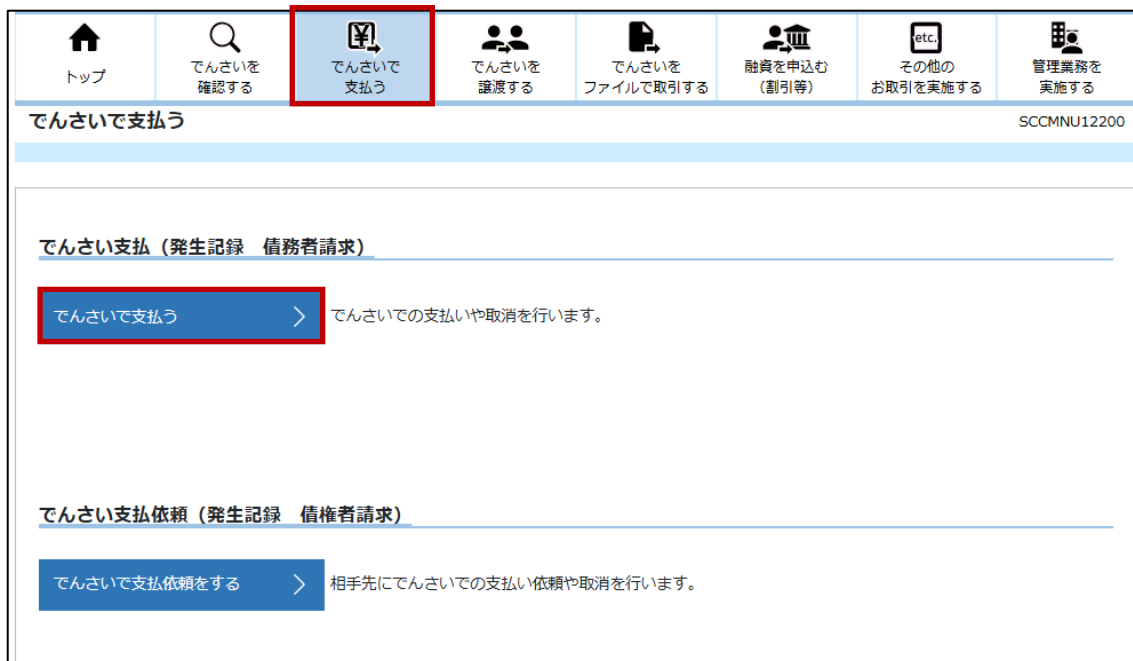 トップ
でんさいを
確認する
でんさいで
支払う
でんさいを
譲渡する
でんさいを
ファイルで取引する
融資を申込む
（割引等）
etc.
その他の
お取引を実施する
管理業務を
実施する
でんさいで支払う
SCCMNU12200
でんさい支払（発生記録　債務者請求）
でんさいで支払う
でんさいでの支払いや取消を行います。
でんさい支払依頼（発生記録　債権者請求）
でんさいで支払依頼をする
相手先にでんさいでの支払い依頼や取消を行います。